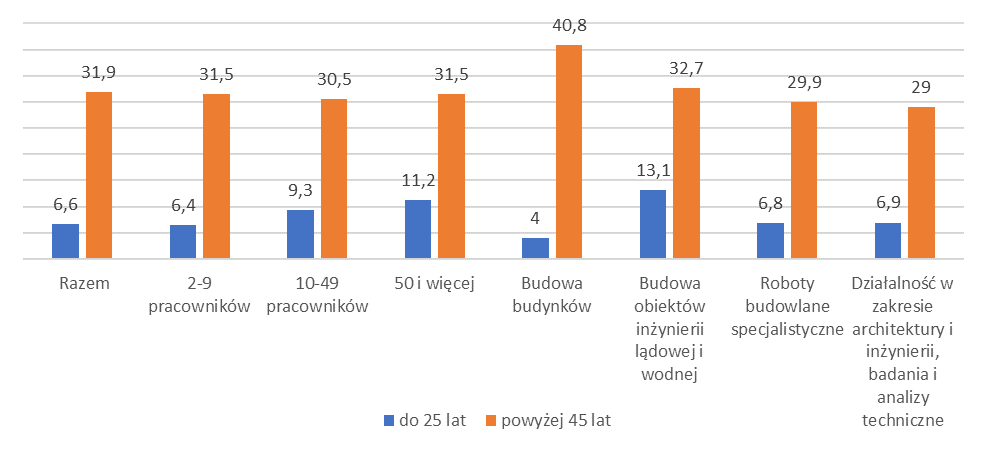 40,8
31,9
31,5
30,5
31,5
32,7
29,9
29
6,6
6,4
9,3
11,2
4
13,1
6,8
6,9
Razem
2-9
pracowników
10-49
pracowników
50 i więcej
Budowa
budynków
Budowa
obiektów
inżynierii
lądowej i
wodnej
Roboty
budowlane
specjalistyczne
Działalność w
zakresie
architektury i
inżynierii,
badania i
analizy
techniczne
do 25 lat
powyżej 45 lat